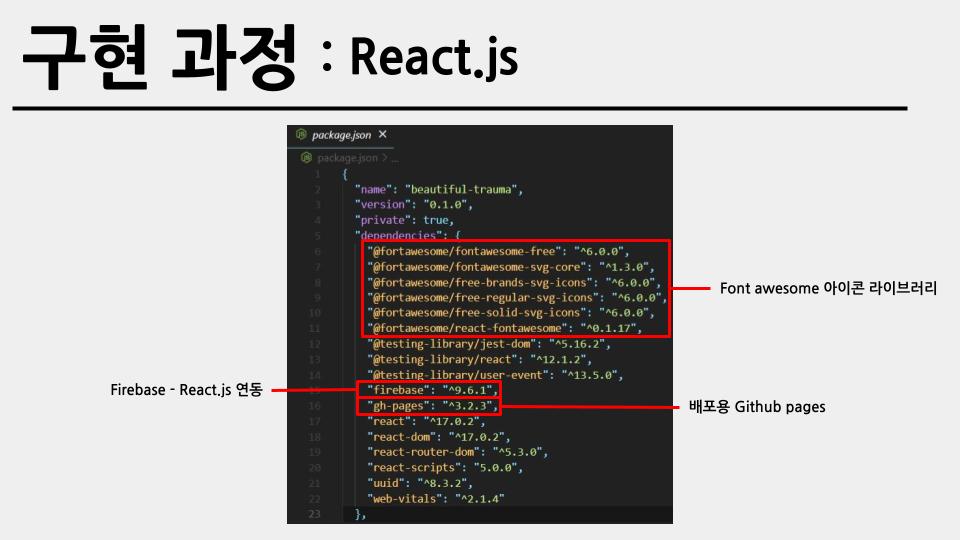 구현 과정 : React.js
package.json ×
package.json > ...
1 {
2 "name": "beautiful-trauma",
3 "version": "0.1.0",
4 "private": true,
5 "dependencies": {
6 "@fortawesome/fontawesome-free": "^6.0.0",
7 "@fortawesome/fontawesome-svg-core": "^1.3.0",
8 "@fortawesome/free-brands-svg-icons": "^6.0.0",
9 "@fortawesome/free-regular-svg-icons": "^6.0.0",
10 "@fortawesome/free-solid-svg-icons": "^6.0.0",
11 "@fortawesome/react-fontawesome": "^0.1.17",
Font awesome 아이콘 라이브러리
12 "@testing-library/jest-dom": "^5.16.2",
13 "@testing-library/react": "^12.1.2",
14 "@testing-library/user-event": "^13.5.0",
15 "firebase": "^9.6.1",
Firebase - React.js 연동
16 "gh-pages": "^3.2.3",
배포용 Github pages
17 "react": "^17.0.2",
18 "react-dom": "^17.0.2",
19 "react-router-dom": "^5.3.0",
20 "react-scripts": "5.0.0",
21 "uuid": "^8.3.2",
22 "web-vitals": "^2.1.4"
23 },